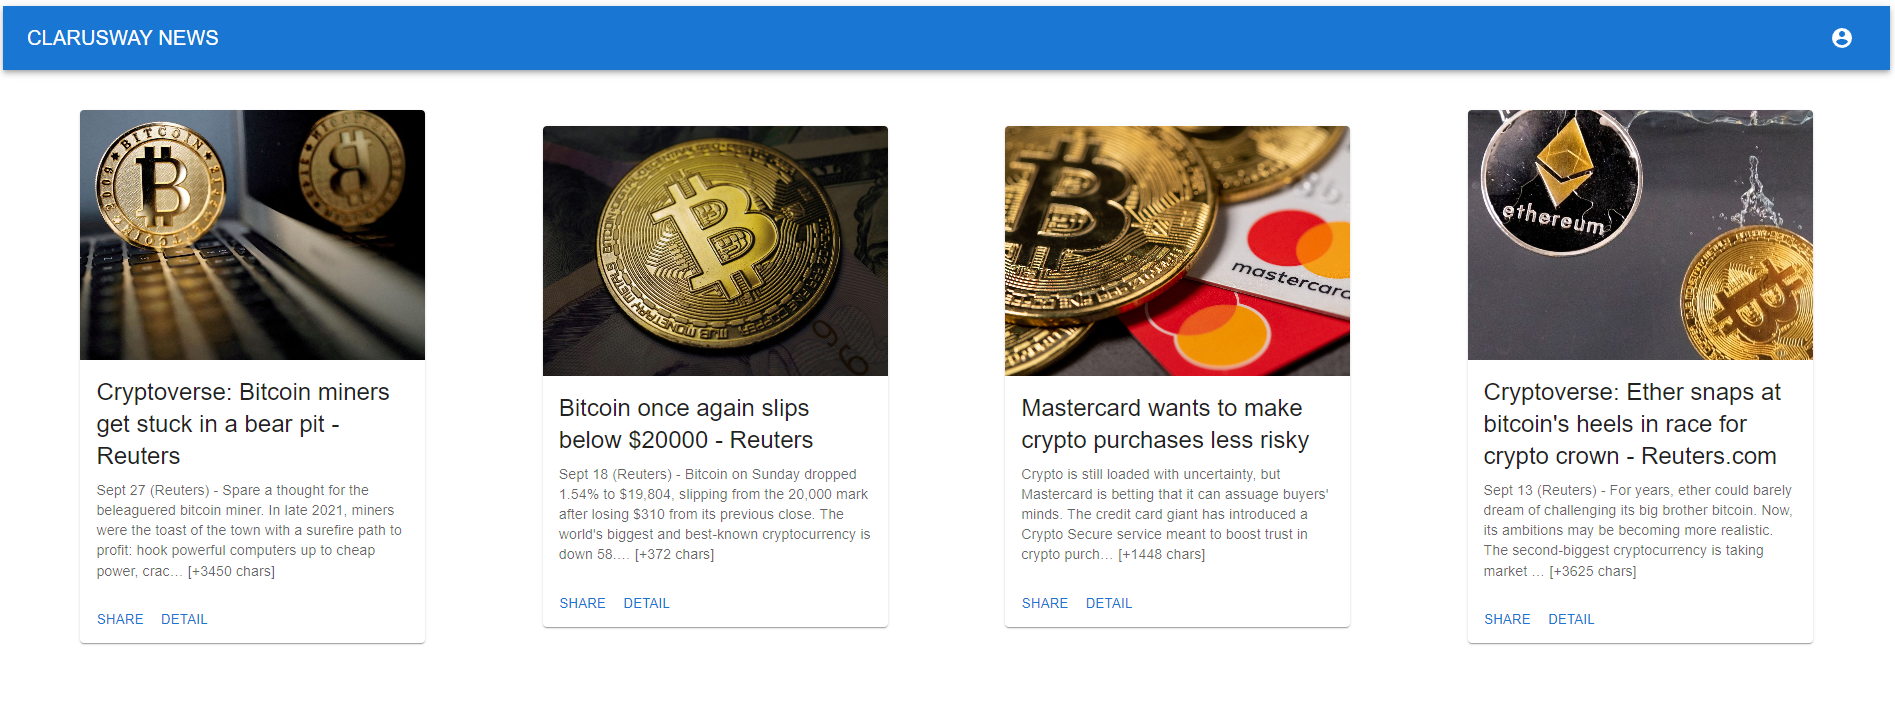 CLARUSWAY NEWS
BITCOIN
2009
ethereum
mastercard
Cryptoverse: Bitcoin miners
get stuck in a bear pit -
Reuters
Sept 27 (Reuters) - Spare a thought for the
beleaguered bitcoin miner. In late 2021, miners
were the toast of the town with a surefire path to
profit: hook powerful computers up to cheap
power, crac… [+3450 chars]
SHARE DETAIL
Bitcoin once again slips
below $20000 - Reuters
Sept 18 (Reuters) - Bitcoin on Sunday dropped
1.54% to $19,804, slipping from the 20,000 mark
after losing $310 from its previous close. The
world's biggest and best-known cryptocurrency is
down 58.… [+372 chars]
SHARE DETAIL
Mastercard wants to make
crypto purchases less risky
Crypto is still loaded with uncertainty, but
Mastercard is betting that it can assuage buyers'
minds. The credit card giant has introduced a
Crypto Secure service meant to boost trust in
crypto purch… [+1448 chars]
SHARE DETAIL
Cryptoverse: Ether snaps at
bitcoin's heels in race for
crypto crown - Reuters.com
Sept 13 (Reuters) - For years, ether could barely
dream of challenging its big brother bitcoin. Now,
its ambitions may be becoming more realistic.
The second-biggest cryptocurrency is taking
market … [+3625 chars]
SHARE DETAIL